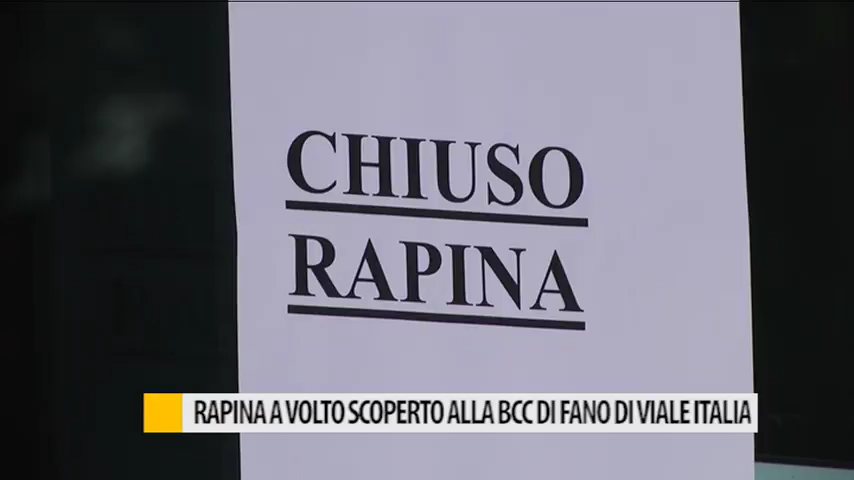 CHIUSO
RAPINA
RAPINA A VOLTO SCOPERTO ALLA BCC DI FANO DI VIALE ITALIA